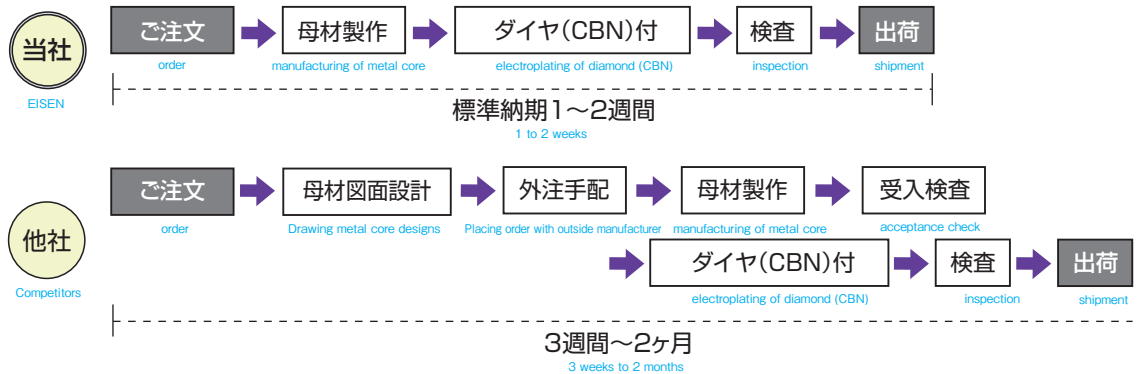 当社
EISEN
ご注文
order
母材製作
manufacturing of metal core
ダイヤ(CBN)付
electroplating of diamond (CBN)
検査
inspection
出荷
shipment
標準納期1〜2週間
1 to 2 weeks
他社
Competitors
ご注文
order
母材図面設計
Drawing metal core designs
外注手配
Placing order with outside manufacturer
母材製作
manufacturing of metal core
受入検査
acceptance check
ダイヤ(CBN)付
electroplating of diamond (CBN)
検査
inspection
出荷
shipment
3週間〜2ヶ月
3 weeks to 2 months